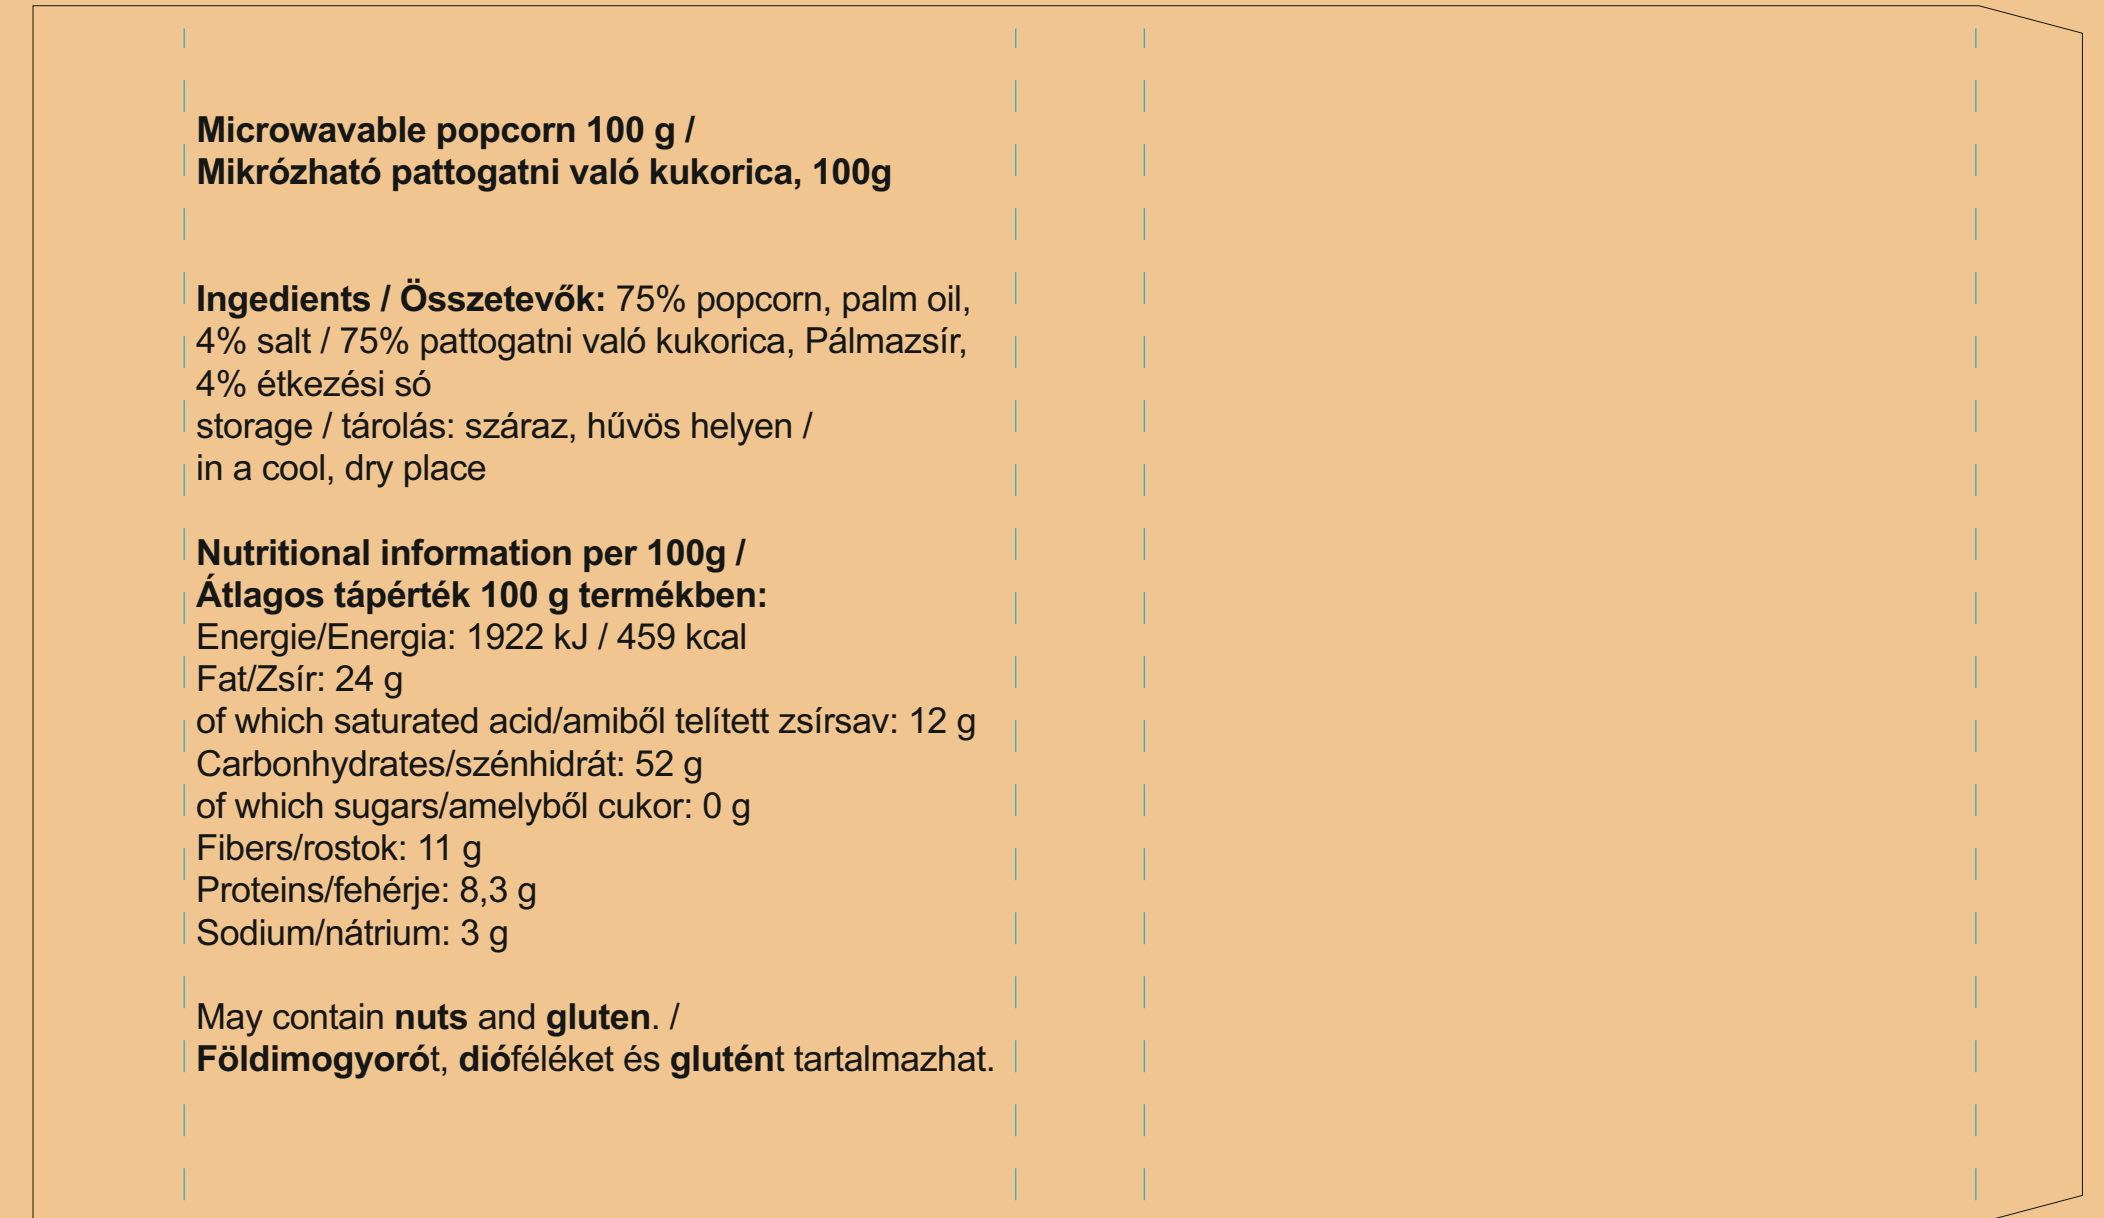 Microwavable popcorn 100 g /
Mikrózható pattogatni való kukorica, 100g
Ingedients / Összetevők: 75% popcorn, palm oil,
4% salt / 75% pattogatni való kukorica, Pálmazsír,
4% étkezési só
storage / tárolás: száraz, hűvös helyen /
in a cool, dry place
Nutritional information per 100g /
Átlagos tápérték 100 g termékben:
Energie/Energia: 1922 kJ / 459 kcal
Fat/Zsír: 24 g
of which saturated acid/amiből telített zsírsav: 12 g
Carbonhydrates/szénhidrát: 52 g
of which sugars/amelyből cukor: 0 g
Fibers/rostok: 11 g
Proteins/fehérje: 8,3 g
Sodium/nátrium: 3 g
May contain nuts and gluten. /
Földimogyorót, dióféléket és glutént tartalmazhat.